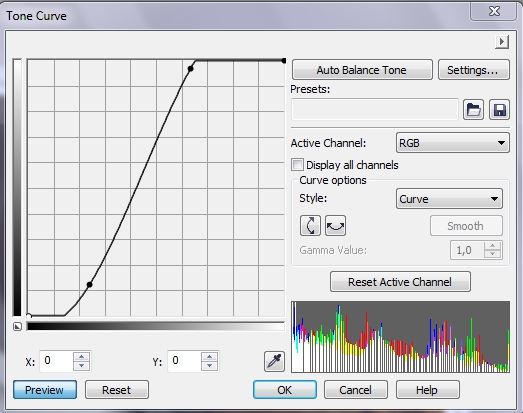 Tone Curve
Auto Balance Tone
Settings...
Presets:
Active Channel:
RGB
Display all channels
Curve options
Style:
Curve
Smooth
Gamma Value:
1,0
Reset Active Channel
X:
0
Y:
0
Preview
Reset
OK
Cancel
Help